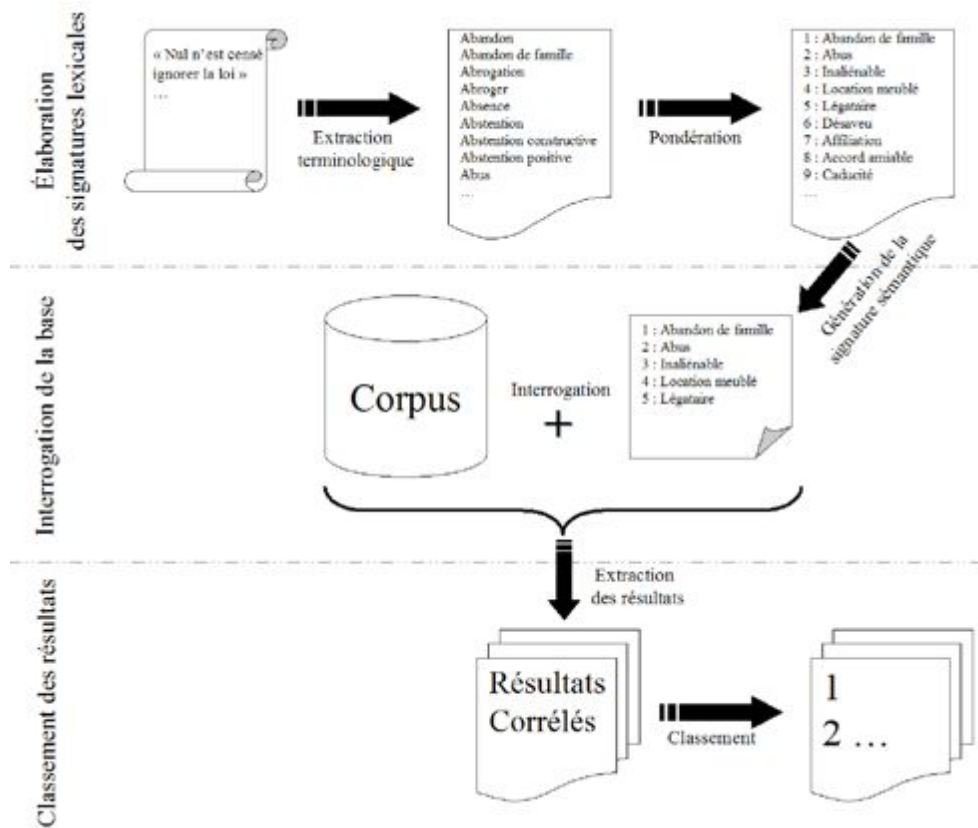 Élaboration
des signatures lexicales
« Nul n'est censé
ignorer la loi »
...
Extraction
terminologique
Abandon
Abandon de famille
Abrogation
Abroger
Absence
Abstention
Abstention constructive
Abstention positive
Abus
...
Pondération
1 : Abandon de famille
2 : Abus
3 : Inaliénable
4 : Location meublé
5 : Légataire
6 : Désaveu
7 : Affiliation
8 : Accord amiable
9 : Caducité
...
Génération de la
signature sémantique
Interrogation de la base
Corpus
Interrogation
+
1 : Abandon de famille
2 : Abus
3 : Inaliénable
4 : Location meublé
5 : Légataire
Classement des résultats
Extraction
des résultats
Résultats
Corrélés
Classement
1
2 ...